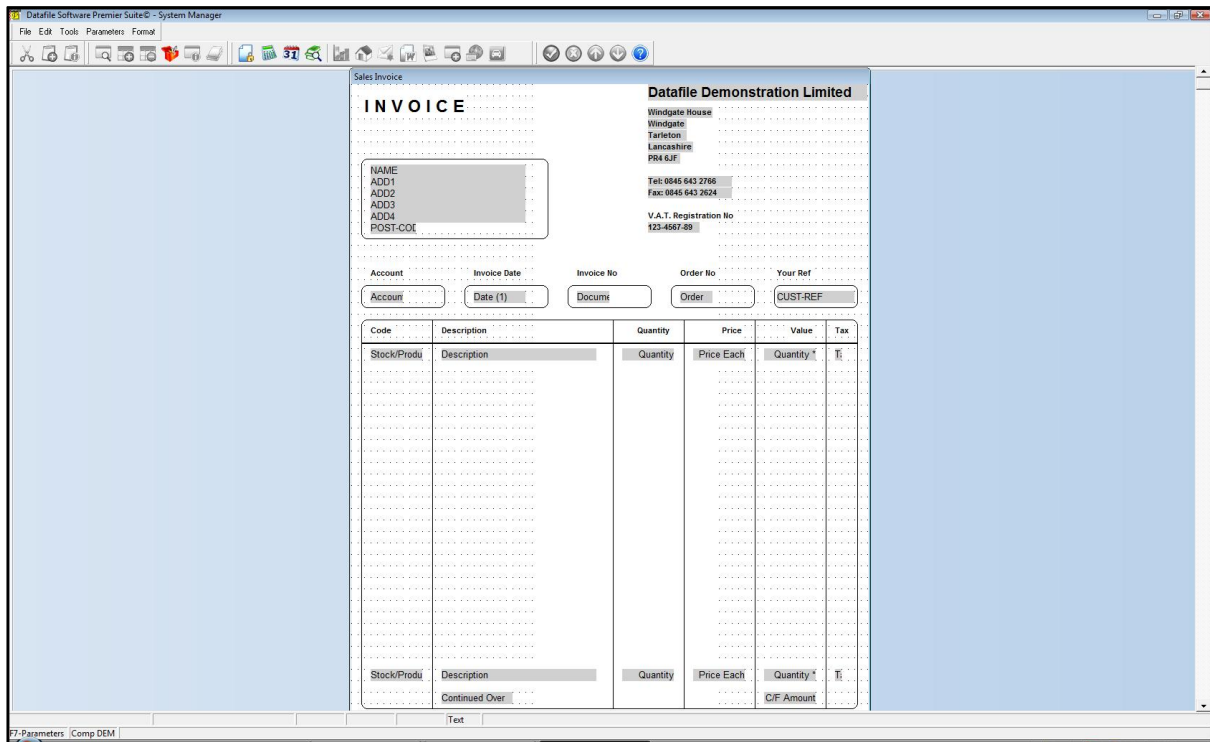 Datafile Software Premier Suite© - System Manager
File Edit Tools Parameters Format
31
Sales Invoice
INVOICE
Datafile Demonstration Limited
Windgate House
Windgate
Tarleton
Lancashire
PR4 6JF
NAME
ADD1
ADD2
ADD3
ADD4
POST-COD
Tel: 0845 643 2766
Fax: 0845 643 2624
V.A.T. Registration No
123-4567-89
Account Invoice Date Invoice No Order No Your Ref
Accoun Date (1) Docume Order CUST-REF
Code Description Quantity Price Value Tax
Stock/Produ Description Quantity Price Each Quantity * T
Stock/Produ Description Quantity Price Each Quantity * T
Continued Over C/F Amount
Text
F7-Parameters Comp DEM